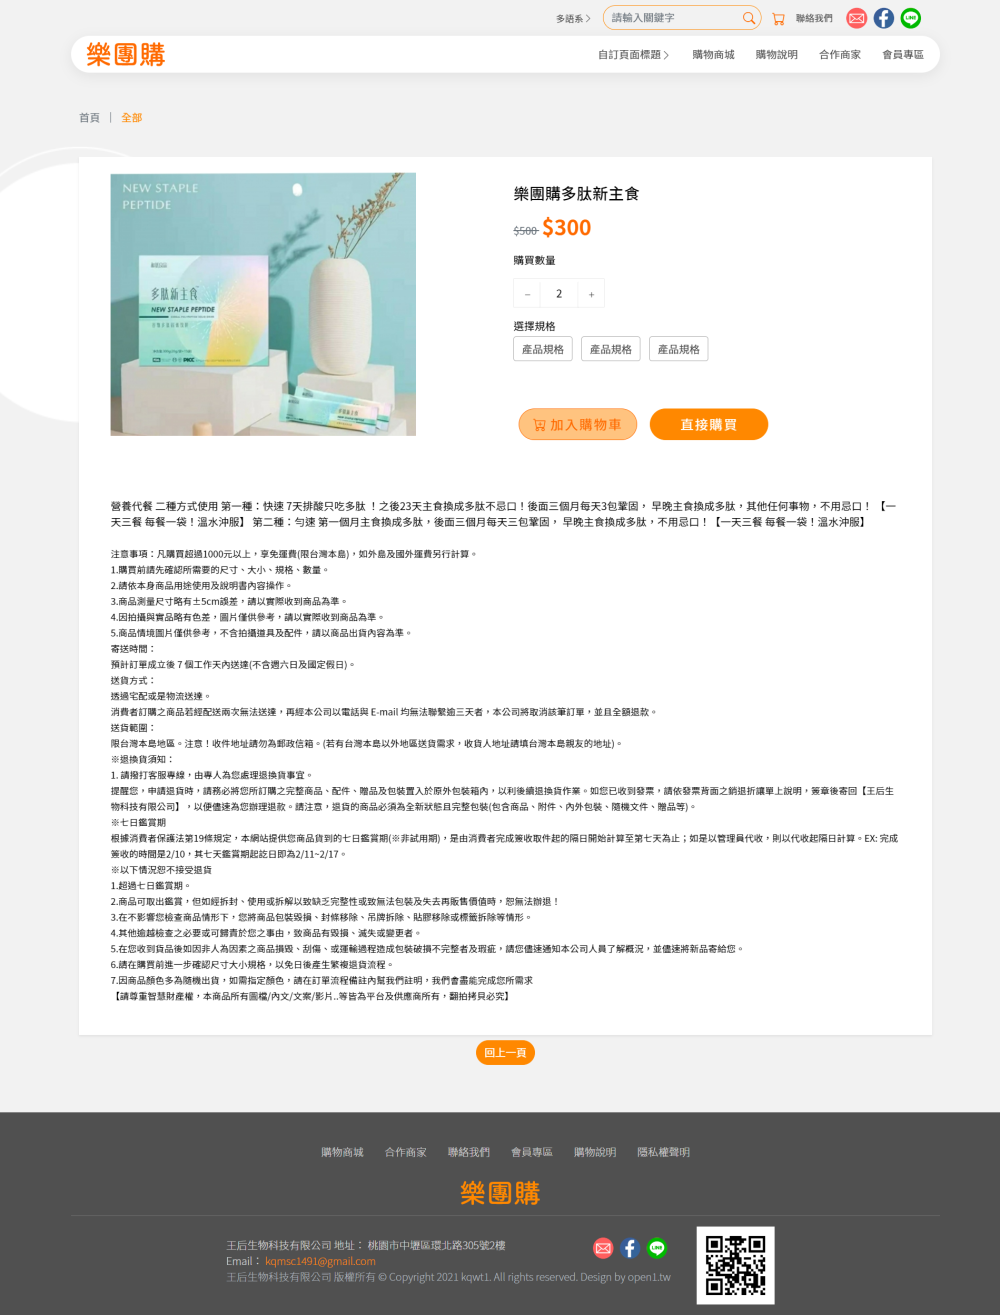 多語系
請輸入關鍵字
聯絡我們
樂團購
自訂頁面標題
購物商城
購物說明
合作商家
會員專區
首頁
全部
NEW STAPLE
PEPTIDE
多肽新主食
NEW STAPLE PEPTIDE
樂團購多肽新主食
$500 $300
購買數量
－ 2 ＋
選擇規格
產品規格 產品規格 產品規格
加入購物車 直接購買
營養代餐 二種方式使用 第一種：快速 7天排酸只吃多肽 ！之後23天主食換成多肽不忌口！後面三個月每天3包鞏固， 早晚主食換成多肽，其他任何事物，不用忌口！ 【一
天三餐 每餐一袋！溫水沖服】 第二種：勻速 第一個月主食換成多肽，後面三個月每天三包鞏固， 早晚主食換成多肽，不用忌口！【一天三餐 每餐一袋！溫水沖服】
注意事項：凡購買超過1000元以上，享免運費(限台灣本島)，如外島及國外運費另行計算。
1.購買前請先確認所需要的尺寸、大小、規格、數量。
2.請依本身商品用途使用及說明書內容操作。
3.商品測量尺寸略有±5cm誤差，請以實際收到商品為準。
4.因拍攝與實品略有色差，圖片僅供參考，請以實際收到商品為準。
5.商品情境圖片僅供參考，不含拍攝道具及配件，請以商品出貨內容為準。
寄送時間：
預計訂單成立後 7 個工作天內送達(不含週六日及國定假日)。
送貨方式：
透過宅配或是物流送達。
消費者訂購之商品若經配送兩次無法送達，再經本公司以電話與 E-mail 均無法聯繫逾三天者，本公司將取消該筆訂單，並且全額退款。
送貨範圍：
限台灣本島地區。注意！收件地址請勿為郵政信箱。(若有台灣本島以外地區送貨需求，收貨人地址請填台灣本島親友的地址)。
※退換貨須知：
1. 請撥打客服專線，由專人為您處理退換貨事宜。
提醒您，申請退貨時，請務必將您所訂購之完整商品、配件、贈品及包裝置入於原外包裝箱內，以利後續退換貨作業。如您已收到發票，請依發票背面之銷退折讓單上說明，簽章後寄回【王后生
物科技有限公司】，以便儘速為您辦理退款。請注意，退貨的商品必須為全新狀態且完整包裝(包含商品、附件、內外包裝、隨機文件、贈品等)。
※七日鑑賞期
根據消費者保護法第19條規定，本網站提供您商品貨到的七日鑑賞期(※非試用期)，是由消費者完成簽收取件起的隔日開始計算至第七天為止；如是以管理員代收，則以代收起隔日計算。EX: 完成
簽收的時間是2/10，其七天鑑賞期起訖日即為2/11~2/17。
※以下情況恕不接受退貨
1.超過七日鑑賞期。
2.商品可取出鑑賞，但如經拆封、使用或拆解以致缺乏完整性或致無法包裝及失去再販售價值時，恕無法辦退！
3.在不影響您檢查商品情形下，您將商品包裝毀損、封條移除、吊牌拆除、貼膠移除或標籤拆除等情形。
4.其他逾越檢查之必要或可歸責於您之事由，致商品有毀損、滅失或變更者。
5.在您收到貨品後如因非人為因素之商品損毀、刮傷、或運輸過程造成包裝破損不完整者及瑕疵，請您儘速通知本公司人員了解概況，並儘速將新品寄給您。
6.請在購買前進一步確認尺寸大小規格，以免日後產生繁複退貨流程。
7.因商品顏色多為隨機出貨，如需指定顏色，請在訂單流程備註內幫我們註明，我們會盡能完成您所需求
【請尊重智慧財產權，本商品所有圖檔/內文/文案/影片..等皆為平台及供應商所有，翻拍拷貝必究】
回上一頁
購物商城 合作商家 聯絡我們 會員專區 購物說明 隱私權聲明
樂團購
王后生物科技有限公司 地址： 桃園市中壢區環北路305號2樓
Email： kqmsc1491@gmail.com
王后生物科技有限公司 版權所有 © Copyright 2021 kqwt1. All rights reserved. Design by open1.tw